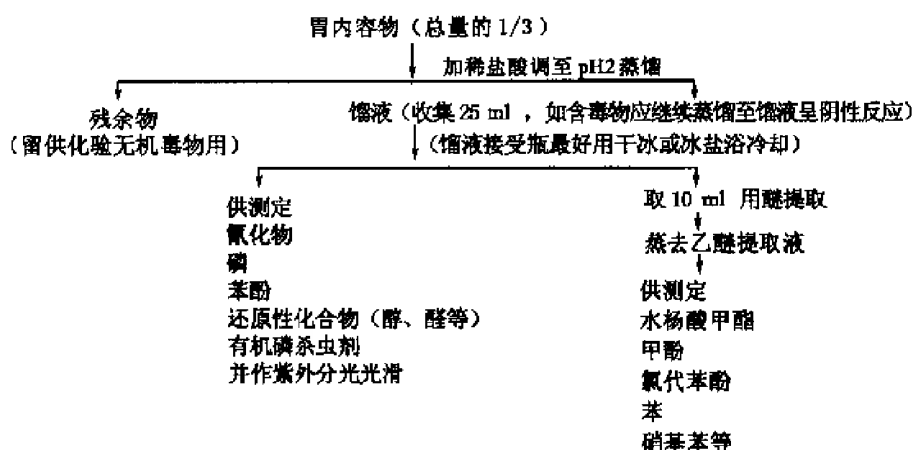 胃内容物（总量的1/3）
加稀盐酸调至 pH2 蒸馏
残余物
（留供化验无机毒物用）
馏液（收集25 ml ，如含毒物应继续蒸馏至馏液呈阴性反应）
（馏液接受瓶最好用干冰或冰盐浴冷却）
供测定
氰化物
磷
苯酚
还原性化合物（醇、醛等）
有机磷杀虫剂
并作紫外分光光滑
取10 ml 用醚提取
蒸去乙醚提取液
供测定
水杨酸甲酯
甲酚
氯代苯酚
苯
硝基苯等